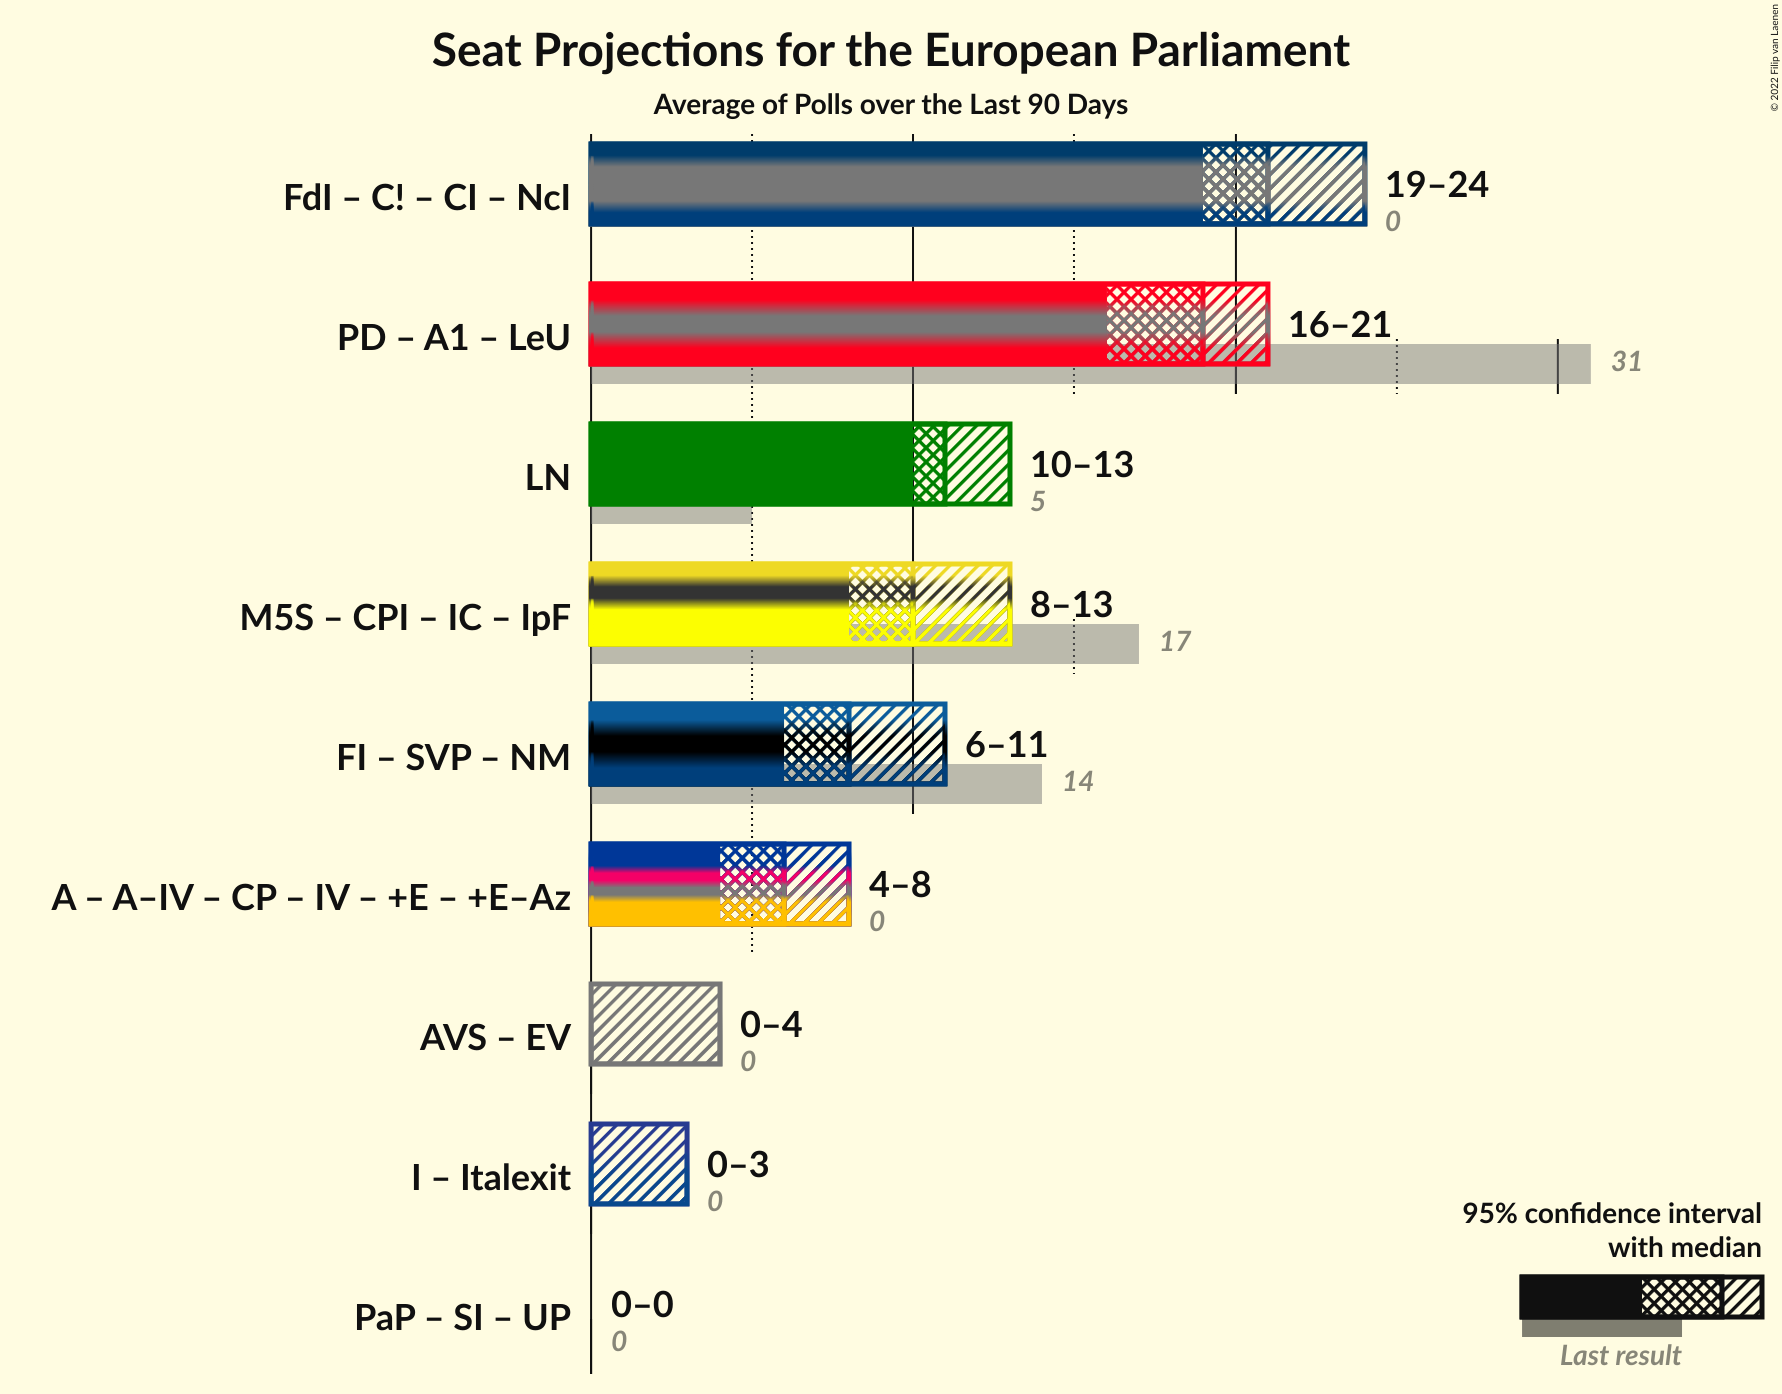 Seat Projections for the European Parliament
Average of Polls over the Last 90 Days
© 2022 Filip van Laenen
FdI – C! – CI – NcI
19–24
0
PD – A1 – LeU
16–21
31
LN
10–13
5
M5S – CPI – IC – IpF
8–13
17
FI – SVP – NM
6–11
14
A – A–IV – CP – IV – +E – +E–Az
4–8
0
AVS – EV
0–4
0
I – Italexit
0–3
0
PaP – SI – UP
0–0
0
95% confidence interval
with median
Last result